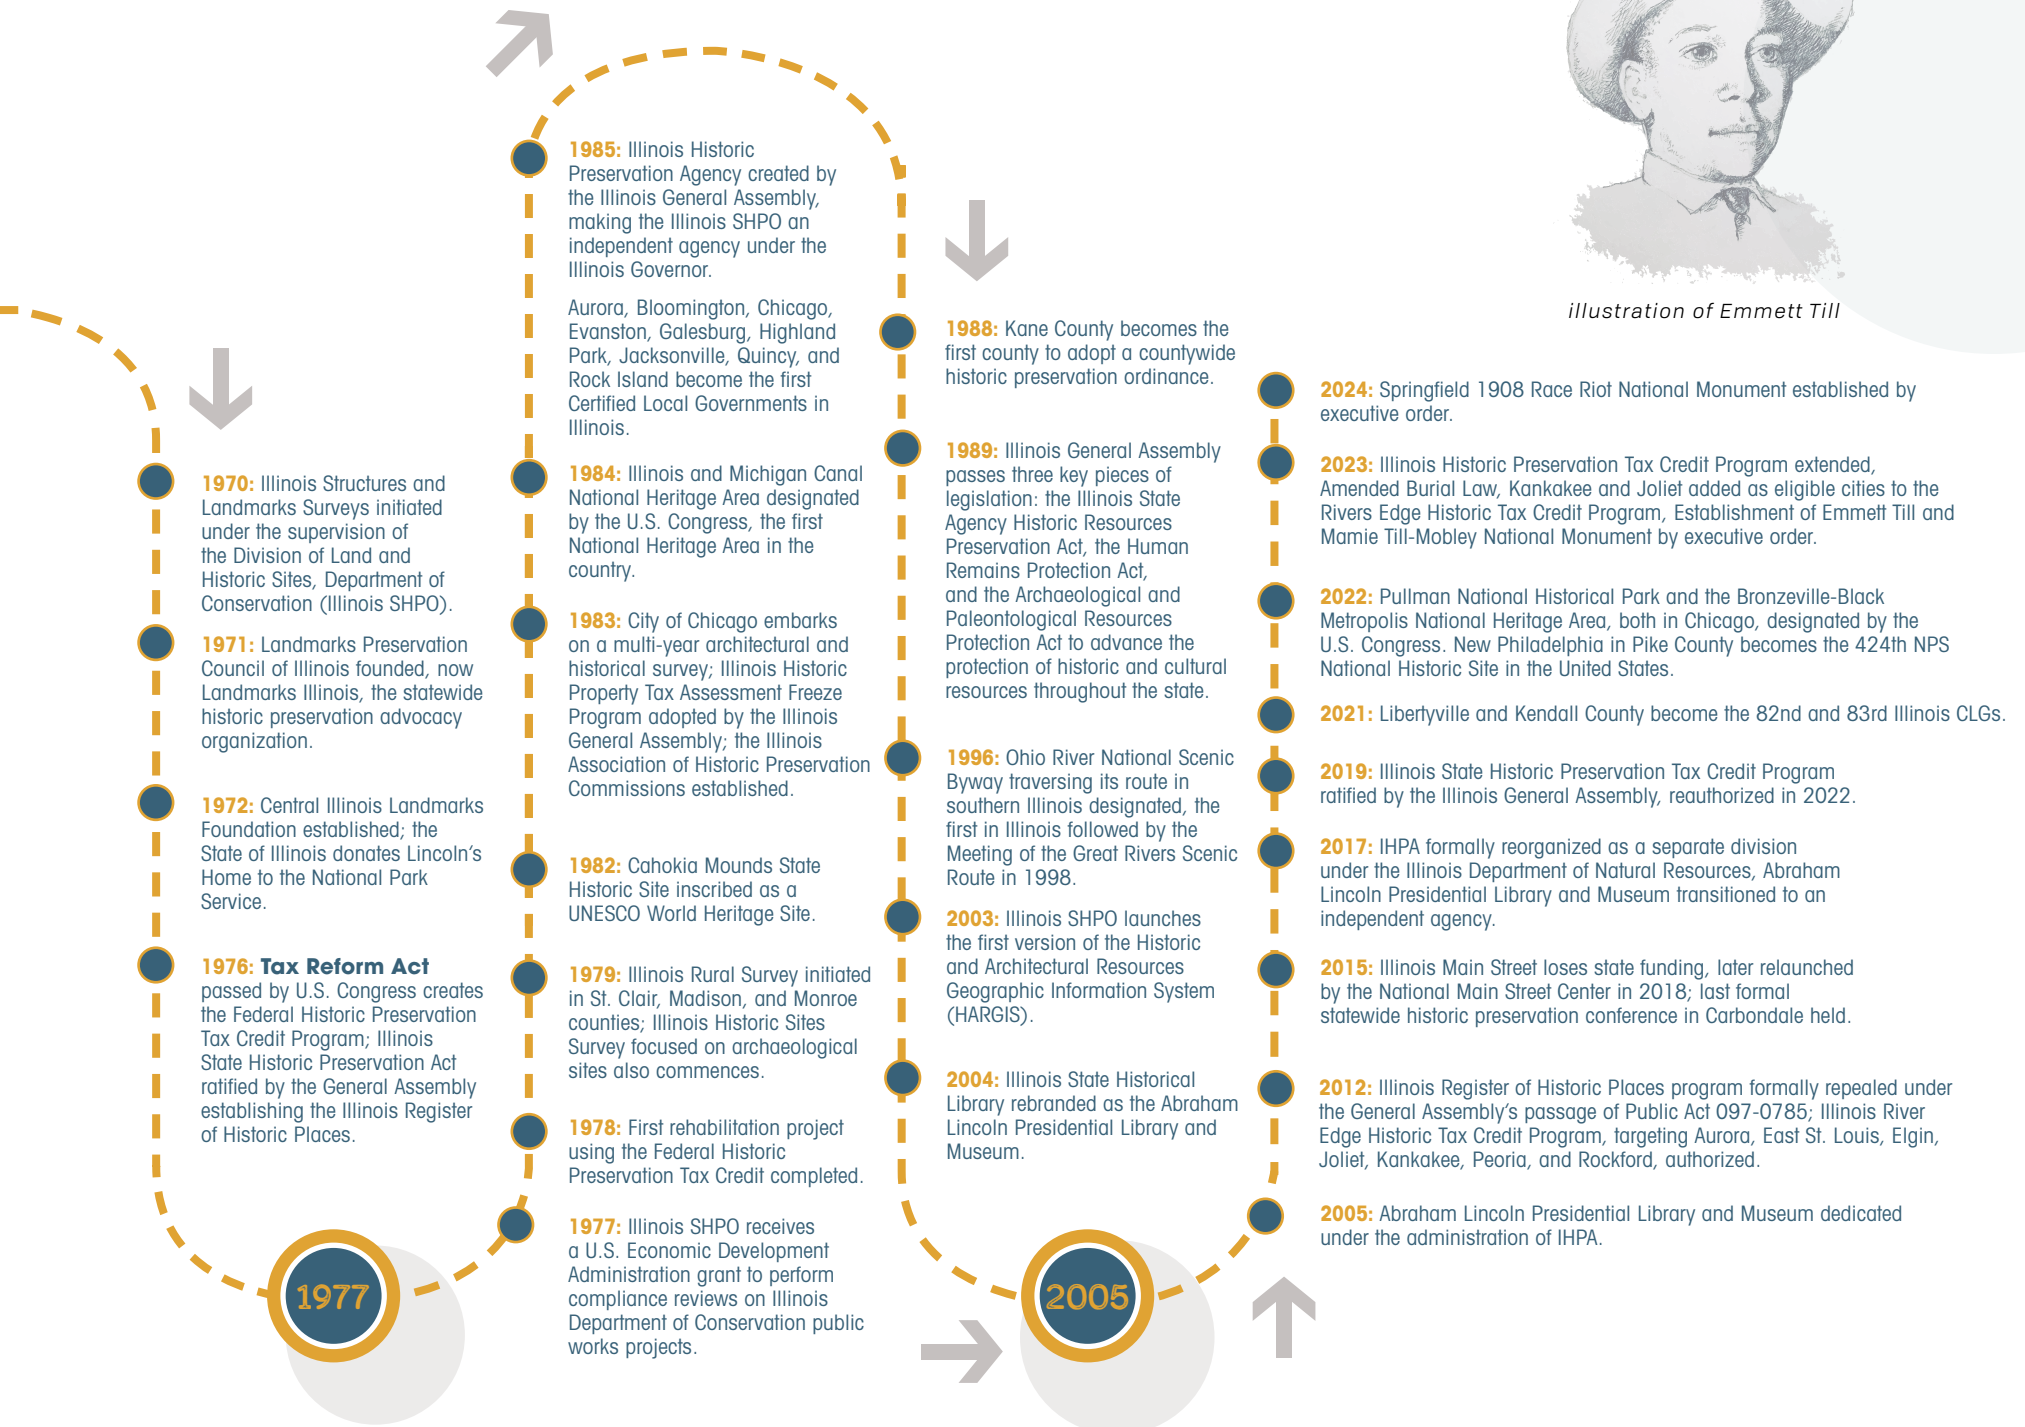 1970: Illinois Structures and
Landmarks Surveys initiated
under the supervision of
the Division of Land and
Historic Sites, Department of
Conservation (Illinois SHPO).
1971: Landmarks Preservation
Council of Illinois founded, now
Landmarks Illinois, the statewide
historic preservation advocacy
organization.
1972: Central Illinois Landmarks
Foundation established; the
State of Illinois donates Lincoln's
Home to the National Park
Service.
1976: Tax Reform Act
passed by U.S. Congress creates
the Federal Historic Preservation
Tax Credit Program; Illinois
State Historic Preservation Act
ratified by the General Assembly
establishing the Illinois Register
of Historic Places.
1977
1985: Illinois Historic
Preservation Agency created by
the Illinois General Assembly,
making the Illinois SHPO an
independent agency under the
Illinois Governor.
Aurora, Bloomington, Chicago,
Evanston, Galesburg, Highland
Park, Jacksonville, Quincy, and
Rock Island become the first
Certified Local Governments in
Illinois.
1984: Illinois and Michigan Canal
National Heritage Area designated
by the U.S. Congress, the first
National Heritage Area in the
country.
1983: City of Chicago embarks
on a multi-year architectural and
historical survey; Illinois Historic
Property Tax Assessment Freeze
Program adopted by the Illinois
General Assembly; the Illinois
Association of Historic Preservation
Commissions established.
1982: Cahokia Mounds State
Historic Site inscribed as a
UNESCO World Heritage Site.
1979: Illinois Rural Survey initiated
in St. Clair, Madison, and Monroe
counties; Illinois Historic Sites
Survey focused on archaeological
sites also commences.
1978: First rehabilitation project
using the Federal Historic
Preservation Tax Credit completed.
1977: Illinois SHPO receives
a U.S. Economic Development
Administration grant to perform
compliance reviews on Illinois
Department of Conservation public
works projects.
1988: Kane County becomes the
first county to adopt a countywide
historic preservation ordinance.
1989: Illinois General Assembly
passes three key pieces of
legislation: the Illinois State
Agency Historic Resources
Preservation Act, the Human
Remains Protection Act,
and the Archaeological and
Paleontological Resources
Protection Act to advance the
protection of historic and cultural
resources throughout the state.
1996: Ohio River National Scenic
Byway traversing its route in
southern Illinois designated, the
first in Illinois followed by the
Meeting of the Great Rivers Scenic
Route in 1998.
2003: Illinois SHPO launches
the first version of the Historic
and Architectural Resources
Geographic Information System
(HARGIS).
2004: Illinois State Historical
Library rebranded as the Abraham
Lincoln Presidential Library and
Museum.
2005
illustration of Emmett Till
2024: Springfield 1908 Race Riot National Monument established by
executive order.
2023: Illinois Historic Preservation Tax Credit Program extended,
Amended Burial Law, Kankakee and Joliet added as eligible cities to the
Rivers Edge Historic Tax Credit Program, Establishment of Emmett Till and
Mamie Till-Mobley National Monument by executive order.
2022: Pullman National Historical Park and the Bronzeville-Black
Metropolis National Heritage Area, both in Chicago, designated by the
U.S. Congress. New Philadelphia in Pike County becomes the 424th NPS
National Historic Site in the United States.
2021: Libertyville and Kendall County become the 82nd and 83rd Illinois CLGs.
2019: Illinois State Historic Preservation Tax Credit Program
ratified by the Illinois General Assembly, reauthorized in 2022.
2017: IHPA formally reorganized as a separate division
under the Illinois Department of Natural Resources, Abraham
Lincoln Presidential Library and Museum transitioned to an
independent agency.
2015: Illinois Main Street loses state funding, later relaunched
by the National Main Street Center in 2018; last formal
statewide historic preservation conference in Carbondale held.
2012: Illinois Register of Historic Places program formally repealed under
the General Assembly's passage of Public Act 097-0785; Illinois River
Edge Historic Tax Credit Program, targeting Aurora, East St. Louis, Elgin,
Joliet, Kankakee, Peoria, and Rockford, authorized.
2005: Abraham Lincoln Presidential Library and Museum dedicated
under the administration of IHPA.